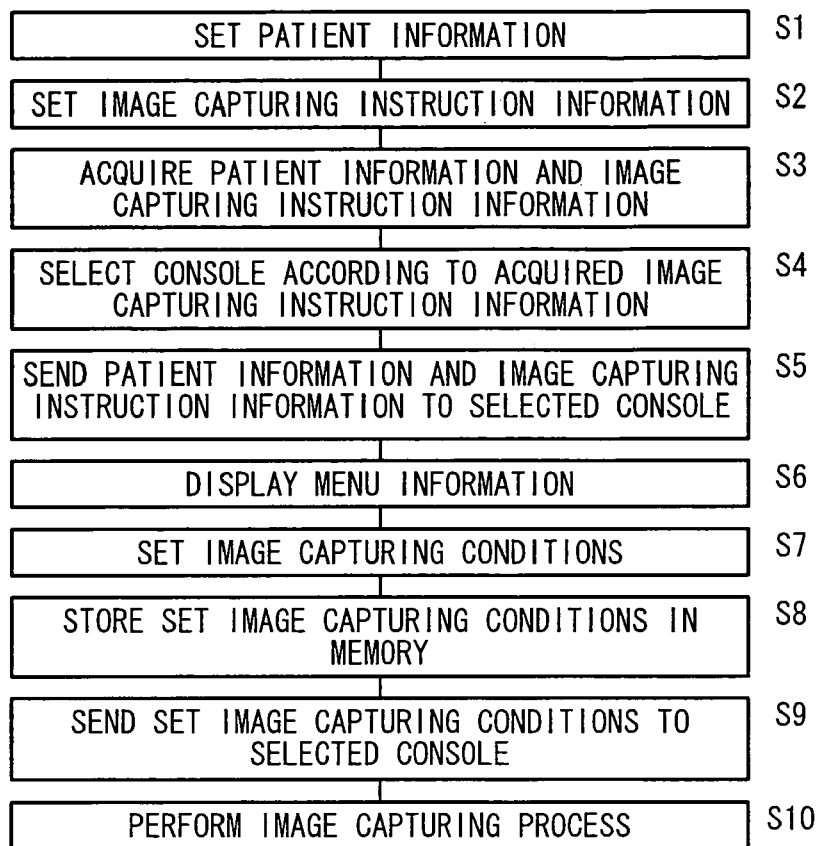 SET PATIENT INFORMATION S1
SET IMAGE CAPTURING INSTRUCTION INFORMATION S2
ACQUIRE PATIENT INFORMATION AND IMAGE S3
CAPTURING INSTRUCTION INFORMATION
SELECT CONSOLE ACCORDING TO ACQUIRED IMAGE S4
CAPTURING INSTRUCTION INFORMATION
SEND PATIENT INFORMATION AND IMAGE CAPTURING S5
INSTRUCTION INFORMATION TO SELECTED CONSOLE
DISPLAY MENU INFORMATION S6
SET IMAGE CAPTURING CONDITIONS S7
STORE SET IMAGE CAPTURING CONDITIONS IN S8
MEMORY
SEND SET IMAGE CAPTURING CONDITIONS TO S9
SELECTED CONSOLE
PERFORM IMAGE CAPTURING PROCESS S10